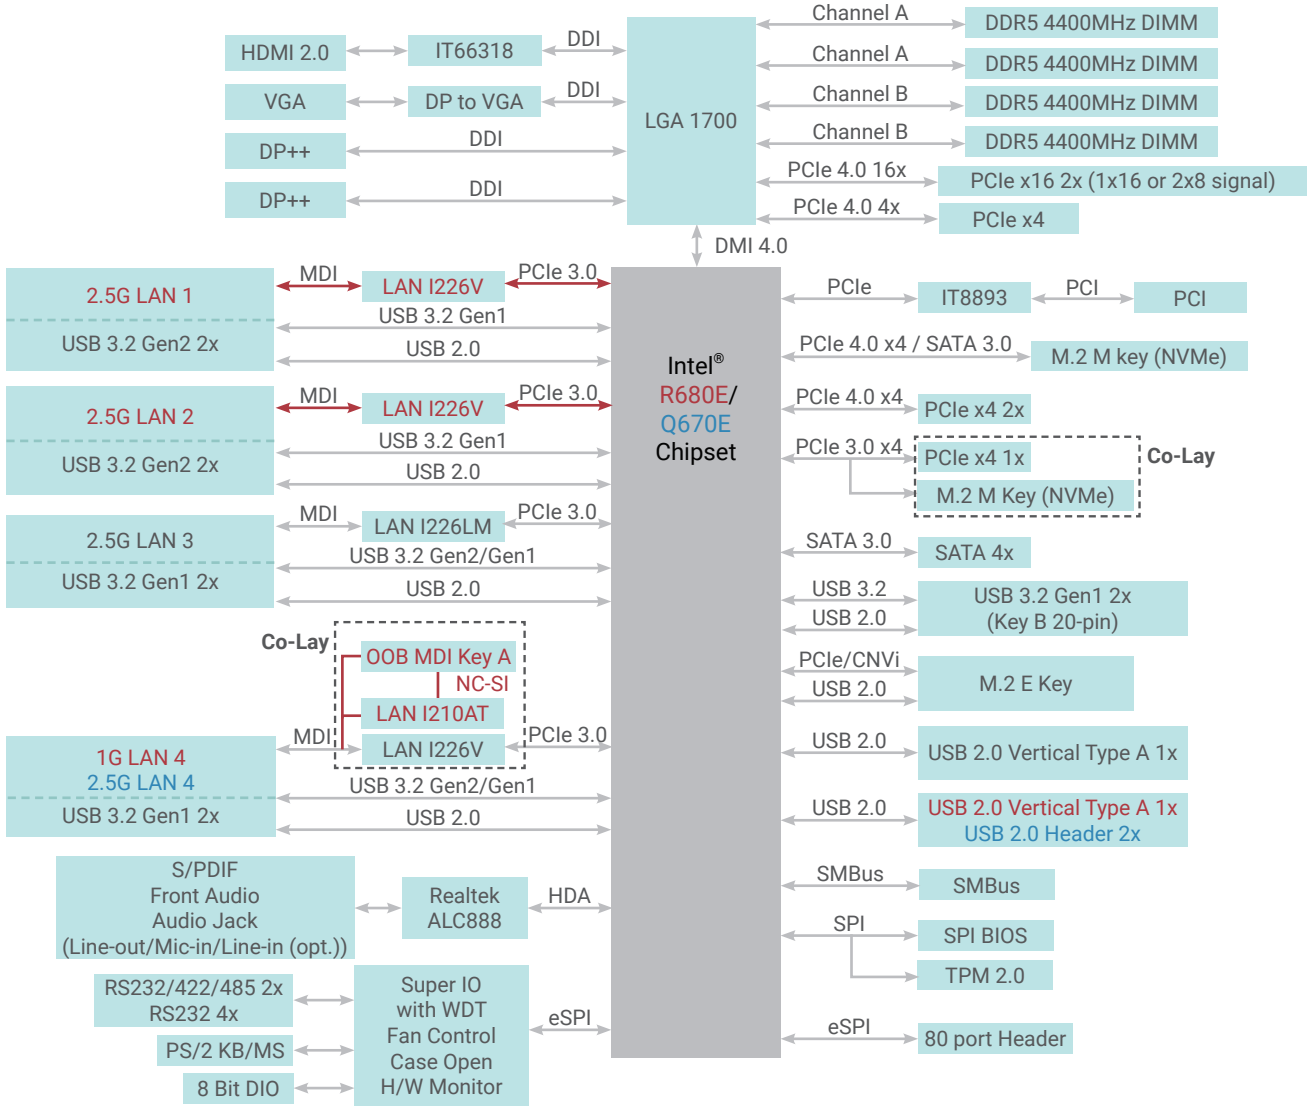 HDMI 2.0
IT66318
DDI
VGA
DP to VGA
DDI
DP++
DDI
DP++
DDI
LGA 1700
Channel A
DDR5 4400MHz DIMM
Channel A
DDR5 4400MHz DIMM
Channel B
DDR5 4400MHz DIMM
Channel B
DDR5 4400MHz DIMM
PCIe 4.0 16x
PCIe x16 2x (1x16 or 2x8 signal)
PCIe 4.0 4x
PCIe x4
DMI 4.0
2.5G LAN 1
USB 3.2 Gen2 2x
MDI
LAN I226V
PCIe 3.0
USB 3.2 Gen1
USB 2.0
2.5G LAN 2
USB 3.2 Gen2 2x
MDI
LAN I226V
PCIe 3.0
USB 3.2 Gen1
USB 2.0
2.5G LAN 3
USB 3.2 Gen1 2x
MDI
LAN I226LM
PCIe 3.0
USB 3.2 Gen2/Gen1
USB 2.0
Co-Lay
OOB MDI Key A
NC-SI
LAN I210AT
LAN I226V
MDI
PCIe 3.0
1G LAN 4
2.5G LAN 4
USB 3.2 Gen1 2x
USB 3.2 Gen2/Gen1
USB 2.0
S/PDIF
Front Audio
Audio Jack
(Line-out/Mic-in/Line-in (opt.))
Realtek
ALC888
HDA
RS232/422/485 2x
RS232 4x
PS/2 KB/MS
8 Bit DIO
Super IO
with WDT
Fan Control
Case Open
H/W Monitor
eSPI
Intel®
R680E/
Q670E
Chipset
PCIe
IT8893
PCI
PCI
PCIe 4.0 x4 / SATA 3.0
M.2 M key (NVMe)
PCIe 4.0 x4
PCIe x4 2x
PCIe 3.0 x4
PCIe x4 1x
M.2 M Key (NVMe)
Co-Lay
SATA 3.0
SATA 4x
USB 3.2
USB 2.0
USB 3.2 Gen1 2x
(Key B 20-pin)
PCIe/CNVi
USB 2.0
M.2 E Key
USB 2.0
USB 2.0 Vertical Type A 1x
USB 2.0
USB 2.0 Vertical Type A 1x
USB 2.0 Header 2x
SMBus
SMBus
SPI
SPI BIOS
TPM 2.0
eSPI
80 port Header